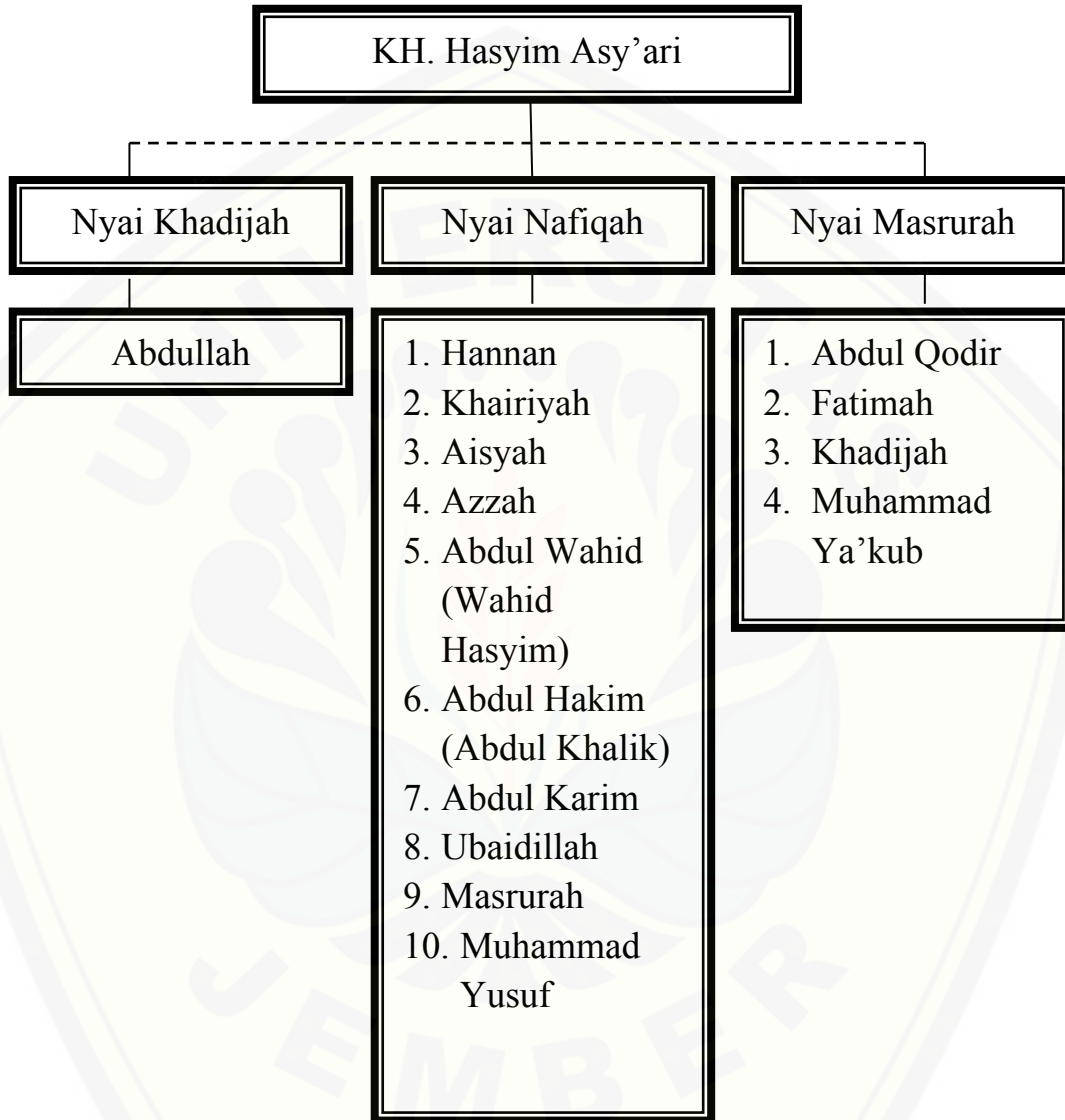 KH. Hasyim Asy’ari
Nyai Khadijah
Nyai Nafiqah
Nyai Masrurah
Abdullah
1. Hannan
2. Khairiyah
3. Aisyah
4. Azzah
5. Abdul Wahid
(Wahid
Hasyim)
6. Abdul Hakim
(Abdul Khalik)
7. Abdul Karim
8. Ubaidillah
9. Masrurah
10. Muhammad
Yusuf
1. Abdul Qodir
2. Fatimah
3. Khadijah
4. Muhammad
Ya’kub
UNIVERSITAS
JEMBER